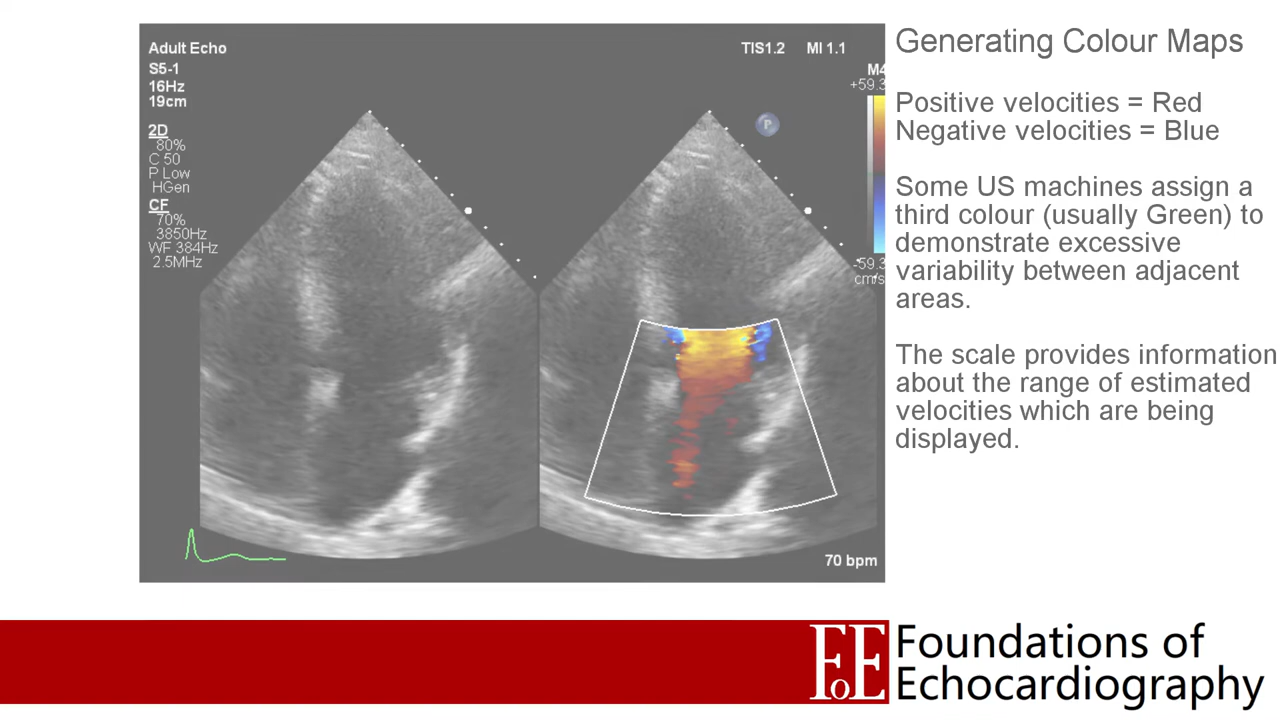 Adult Echo
TIS1.2 MI 1.1
S5-1
16Hz
19cm
2D
80%
C 50
P Low
HGen
CF
70%
3850Hz
WF 384Hz
2.5MHz
P
M4
+59.3
-59.3
cm/s
70 bpm
Generating Colour Maps
Positive velocities = Red
Negative velocities = Blue
Some US machines assign a
third colour (usually Green) to
demonstrate excessive
variability between adjacent
areas.
The scale provides information
about the range of estimated
velocities which are being
displayed.
FoE
Foundations of
Echocardiography